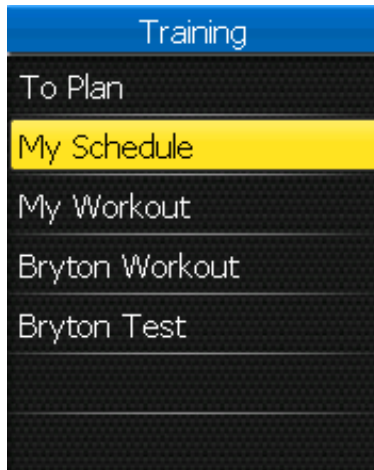 Training
To Plan
My Schedule
My Workout
Bryton Workout
Bryton Test